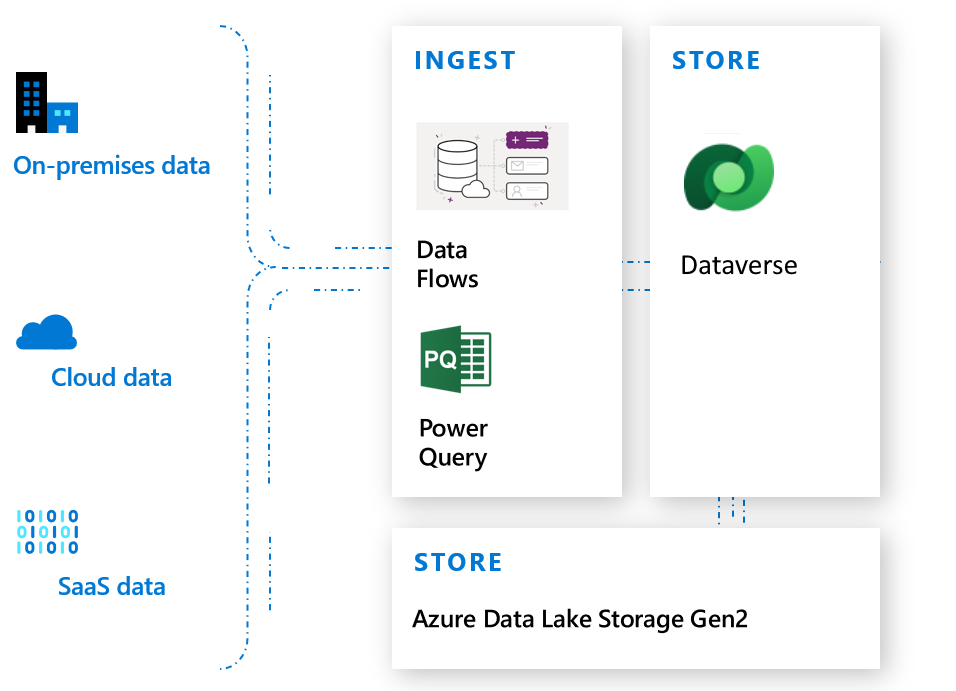 On-premises data
Cloud data
01010
010101
101010
SaaS data
INGEST
Data
Flows
PQ
Power
Query
STORE
Dataverse
STORE
Azure Data Lake Storage Gen2